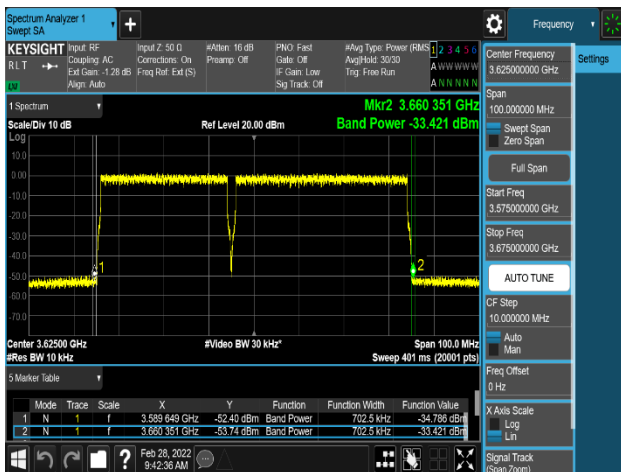 Spectrum Analyzer 1
Swept SA
Frequency
KEYSIGHT
RLT
Input: RF
Coupling: AC
Ext Gain: -1.28 dB
Align: Auto
Input Z: 50 Ω
Corrections: On
Freq Ref: Ext (S)
#Atten: 16 dB
Preamp: Off
PNO: Fast
Gate: Off
IF Gain: Low
Sig Track: Off
#Avg Type: Power (RMS
Avg|Hold: 30/30
Trig: Free Run
1 2 3 4 5 6
A W W W W W
A N N N N N
Center Frequency
3.625000000 GHz
Settings
Span
100.000000 MHz
Swept Span
Zero Span
Full Span
Start Freq
3.575000000 GHz
Stop Freq
3.675000000 GHz
AUTO TUNE
CF Step
10.000000 MHz
Auto
Man
Freq Offset
0 Hz
X Axis Scale
Log
Lin
Signal Track
(Span Zoom)
1 Spectrum
Scale/Div 10 dB
Log
Ref Level 20.00 dBm
Mkr2 3.660 351 GHz
Band Power -33.421 dBm
10.0
0.00
-10.0
-20.0
-30.0
-40.0
-50.0
-60.0
-70.0
1
2
Center 3.62500 GHz
#Video BW 30 kHz*
Span 100.0 MHz
#Res BW 10 kHz
Sweep 401 ms (20001 pts)
5 Marker Table
Mode Trace Scale X Y Function Function Width Function Value
1 N 1 f 3.589 649 GHz -52.40 dBm Band Power 702.5 kHz -34.786 dBm
2 N 1 f 3.660 351 GHz -53.74 dBm Band Power 702.5 kHz -33.421 dBm
?
Feb 28, 2022
9:42:36 AM